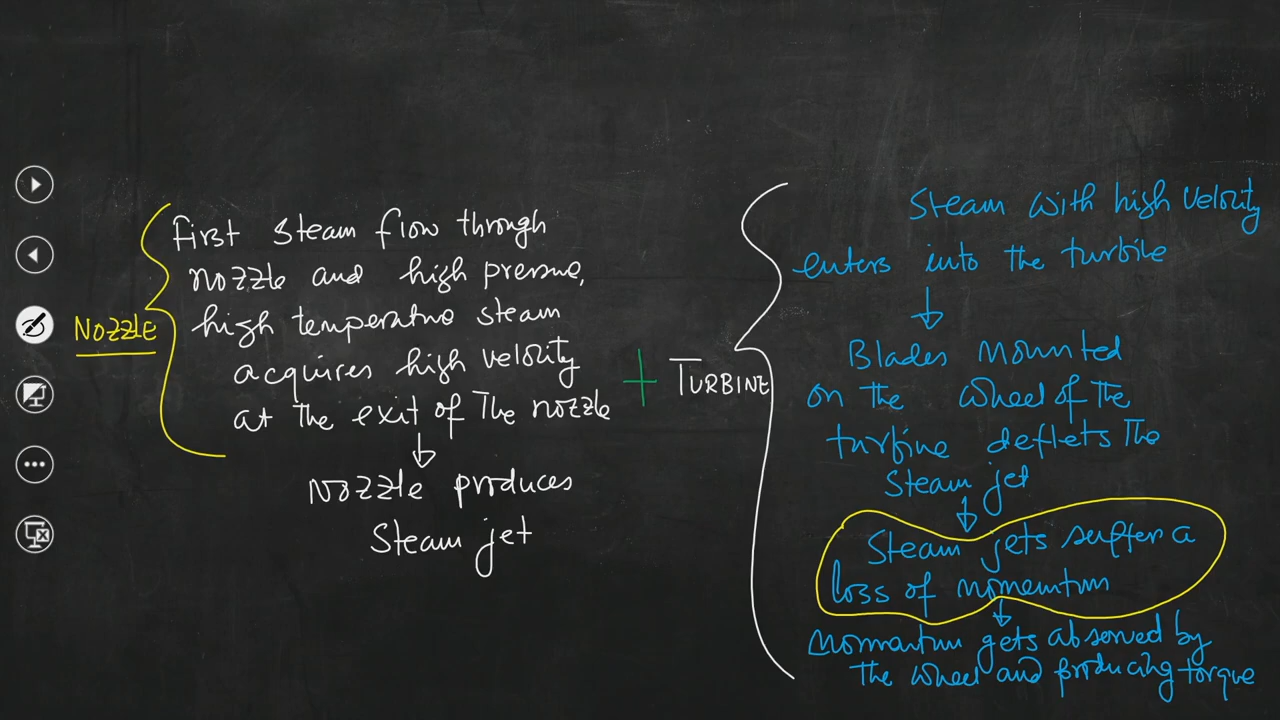 First steam flow through
nozzle and high pressure,
high temperature steam
acquires high velocity
at the exit of The nozzle
Nozzle produces
Steam jet
NOZZLE
+
TURBINE
Steam with high velocity
enters into the turbine
Blades Mounted
on the wheel of The
turbine deflets The
Steam jet
Steam jets suffer a
loss of momentum
Momentum gets abserved by
The wheel and producing torque